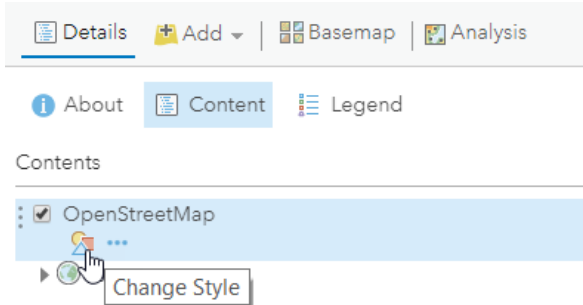 Details Add Basemap Analysis
About Content Legend
Contents
OpenStreetMap
Change Style